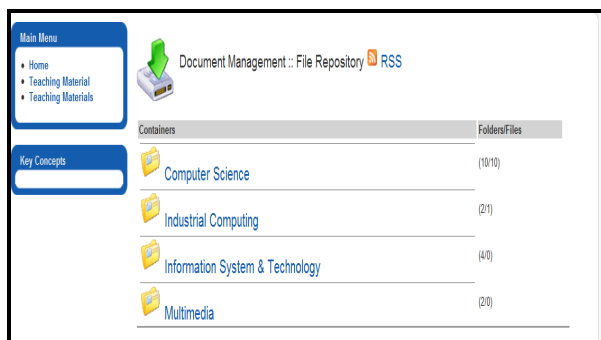 Main Menu
Home
Teaching Material
Teaching Materials
Key Concepts
Document Management :: File Repository RSS
Containers Folders/Files
Computer Science (10/10)
Industrial Computing (2/1)
Information System & Technology (4/0)
Multimedia (2/0)